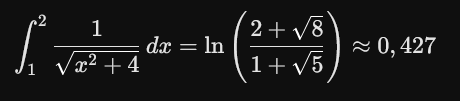 ∫₁² 1/√(x² + 4) dx = ln((2 + √8)/(1 + √5)) ≈ 0,427